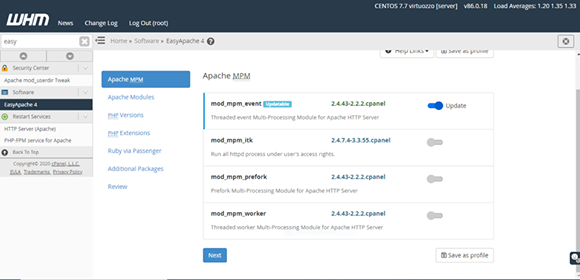 CENTOS 7.7 virtuozzo [server] v86.0.18 Load Averages: 1.20 1.35 1.33
WHM News Change Log Log Out (root)
easy
Home » Software » EasyApache 4
Help Links
Save as profile
Security Center
Apache mod_userdir Tweak
Software
EasyApache 4
Restart Services
HTTP Server (Apache)
PHP-FPM service for Apache
Back To Top
Copyright© 2020 cPanel, L.L.C.
EULA Trademarks Privacy Policy
Apache MPM
Apache Modules
PHP Versions
PHP Extensions
Ruby via Passenger
Additional Packages
Review
Apache MPM
mod_mpm_event Updatable 2.4.43-2.2.2.cpanel Update
Threaded event Multi-Processing Module for Apache HTTP Server
mod_mpm_itk 2.4.7.4-3.3.55.cpanel
Run all httpd process under user's access rights.
mod_mpm_prefork 2.4.43-2.2.2.cpanel
Prefork Multi-Processing Module for Apache HTTP Server
mod_mpm_worker 2.4.43-2.2.2.cpanel
Threaded worker Multi-Processing Module for Apache HTTP Server
Next
Save as profile